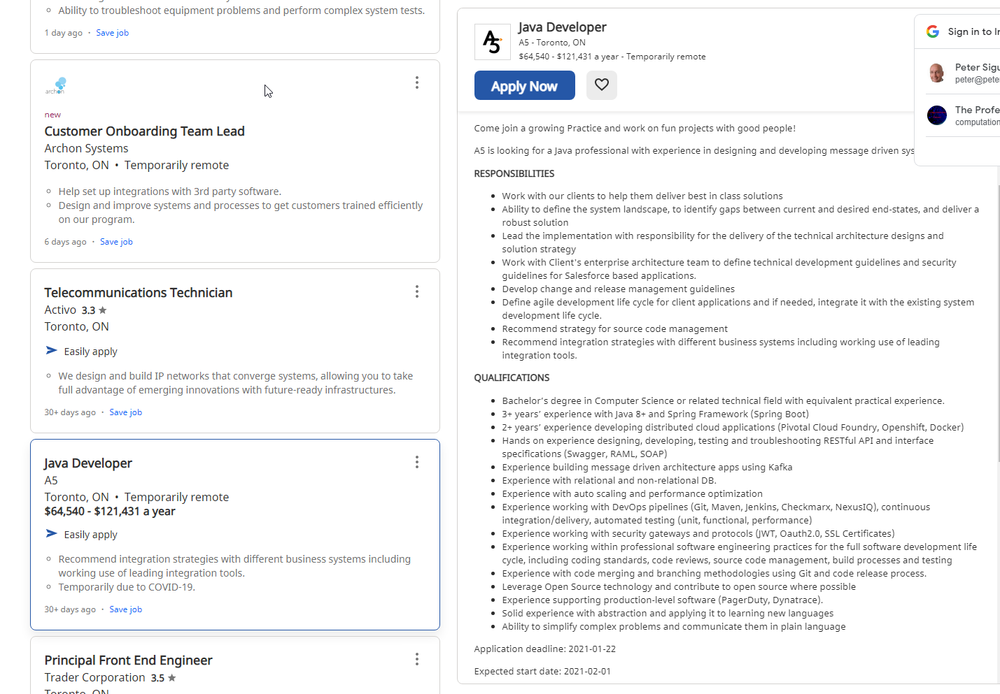 Ability to troubleshoot equipment problems and perform complex system tests.
1 day ago · Save job
archon
new
Customer Onboarding Team Lead
Archon Systems
Toronto, ON • Temporarily remote
Help set up integrations with 3rd party software.
Design and improve systems and processes to get customers trained efficiently
on our program.
6 days ago · Save job
Telecommunications Technician
Activo 3.3 ★
Toronto, ON
Easily apply
We design and build IP networks that converge systems, allowing you to take
full advantage of emerging innovations with future-ready infrastructures.
30+ days ago · Save job
Java Developer
A5
Toronto, ON • Temporarily remote
$64,540 - $121,431 a year
Easily apply
Recommend integration strategies with different business systems including
working use of leading integration tools.
Temporarily due to COVID-19.
30+ days ago · Save job
Principal Front End Engineer
Trader Corporation 3.5 ★
Toronto, ON
A5
Java Developer
A5 - Toronto, ON
$64,540 - $121,431 a year - Temporarily remote
Apply Now
Come join a growing Practice and work on fun projects with good people!
A5 is looking for a Java professional with experience in designing and developing message driven sys
RESPONSIBILITIES
Work with our clients to help them deliver best in class solutions
Ability to define the system landscape, to identify gaps between current and desired end-states, and deliver a
robust solution
Lead the implementation with responsibility for the delivery of the technical architecture designs and
solution strategy
Work with Client's enterprise architecture team to define technical development guidelines and security
guidelines for Salesforce based applications.
Develop change and release management guidelines
Define agile development life cycle for client applications and if needed, integrate it with the existing system
development life cycle.
Recommend strategy for source code management
Recommend integration strategies with different business systems including working use of leading
integration tools.
QUALIFICATIONS
Bachelor’s degree in Computer Science or related technical field with equivalent practical experience.
3+ years’ experience with Java 8+ and Spring Framework (Spring Boot)
2+ years’ experience developing distributed cloud applications (Pivotal Cloud Foundry, Openshift, Docker)
Hands on experience designing, developing, testing and troubleshooting RESTful API and interface
specifications (Swagger, RAML, SOAP)
Experience building message driven architecture apps using Kafka
Experience with relational and non-relational DB.
Experience with auto scaling and performance optimization
Experience working with DevOps pipelines (Git, Maven, Jenkins, Checkmarx, NexusIQ), continuous
integration/delivery, automated testing (unit, functional, performance)
Experience working with security gateways and protocols (JWT, Oauth2.0, SSL Certificates)
Experience working within professional software engineering practices for the full software development life
cycle, including coding standards, code reviews, source code management, build processes and testing
Experience with code merging and branching methodologies using Git and code release process.
Leverage Open Source technology and contribute to open source where possible
Experience supporting production-level software (PagerDuty, Dynatrace).
Solid experience with abstraction and applying it to learning new languages
Ability to simplify complex problems and communicate them in plain language
Application deadline: 2021-01-22
Expected start date: 2021-02-01
Sign in to In
Peter Sigu
peter@peter
The Profe
computation